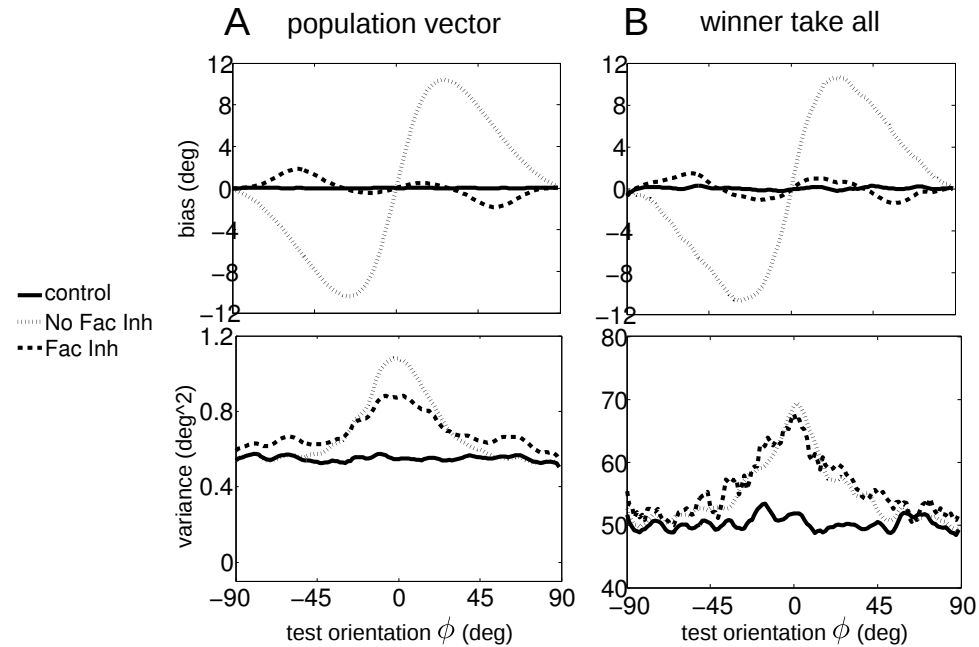 A population vector
B winner take all
12
8
4
0
−4
−8
−12
bias (deg)
12
8
4
0
−4
−8
−12
control
No Fac Inh
Fac Inh
1.2
0.8
0.4
0
variance (deg^2)
−90 −45 0 45 90
test orientation ϕ (deg)
80
70
60
50
40
−90 −45 0 45 90
test orientation ϕ (deg)